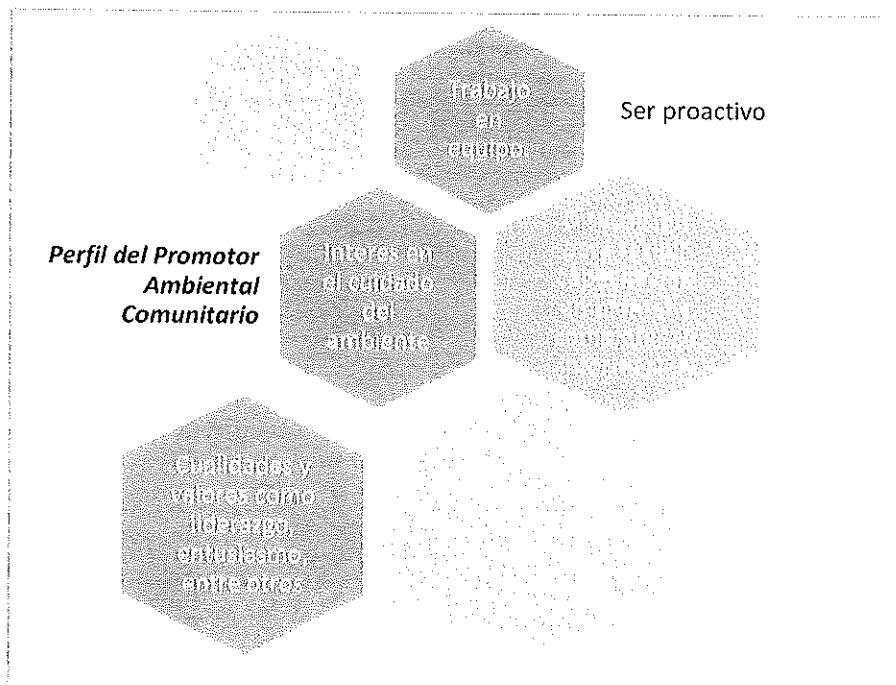 Trabajo
en
equipo
Ser proactivo
Perfil del Promotor
Ambiental
Comunitario
Interes en
el cuidado
del
ambiente
Cualidades y
valores como
liderazgo,
entusiasmo,
entre otros